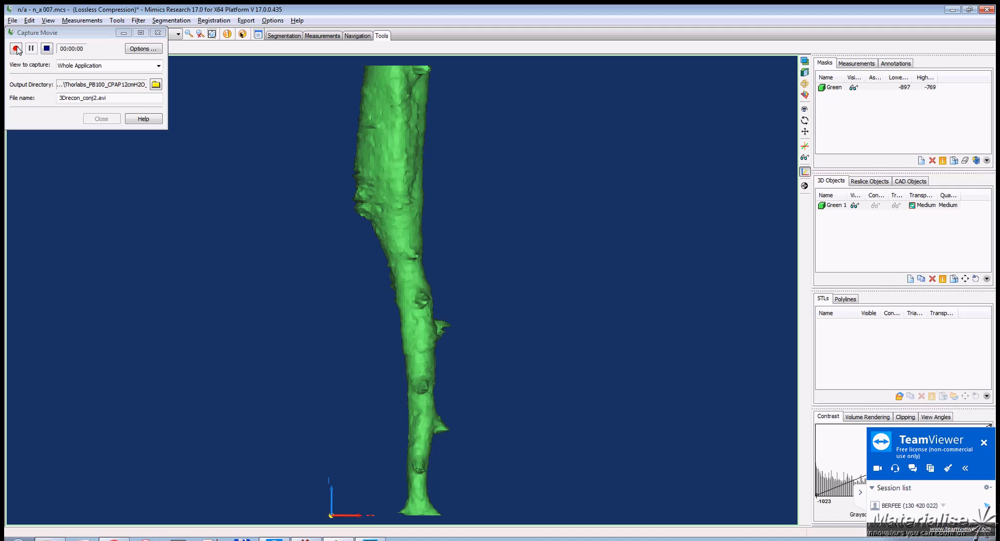 n/a - n_a 007.mcs - (Lossless Compression)* - Mimics Research 17.0 for X64 Platform V 17.0.0.435
File Edit View Measurements Tools Filter Segmentation Registration Export Options Help
Capture Movie
Segmentation Measurements Navigation Tools
00:00:00 Options ...
View to capture: Whole Application
Output Directory: ...\Thorlabs_PB100_CPAP12cmH2O_
File name: 3Drecon_conj2.avi
Close Help
Masks Measurements Annotations
Name Visi... As... Lowe... High...
Green -897 -769
3D Objects Reslice Objects CAD Objects
Name Vi... Con... Tr... Transp... Qua...
Green 1 Medium Medium
STLs Polylines
Name Visible Con... Tria... Transp...
Contrast Volume Rendering Clipping View Angles
-1023
Graysc
TeamViewer
Free license (non-commercial
use only)
Session list
BERFEE (130 420 022)
Materialise
www.teamviewer.com
innovators you can count on